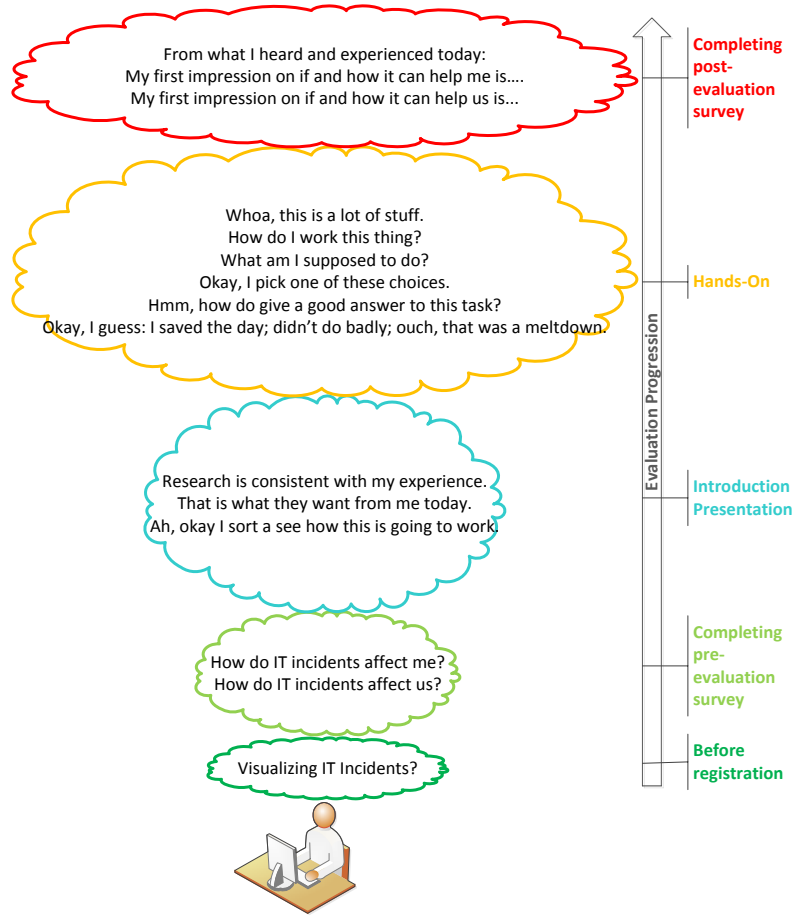 From what I heard and experienced today:
My first impression on if and how it can help me is....
My first impression on if and how it can help us is...
Completing
post-
evaluation
survey
Whoa, this is a lot of stuff.
How do I work this thing?
What am I supposed to do?
Okay, I pick one of these choices.
Hmm, how do give a good answer to this task?
Okay, I guess: I saved the day; didn't do badly; ouch, that was a meltdown.
Hands-On
Evaluation Progression
Research is consistent with my experience.
That is what they want from me today.
Ah, okay I sort a see how this is going to work.
Introduction
Presentation
How do IT incidents affect me?
How do IT incidents affect us?
Completing
pre-
evaluation
survey
Visualizing IT Incidents?
Before
registration